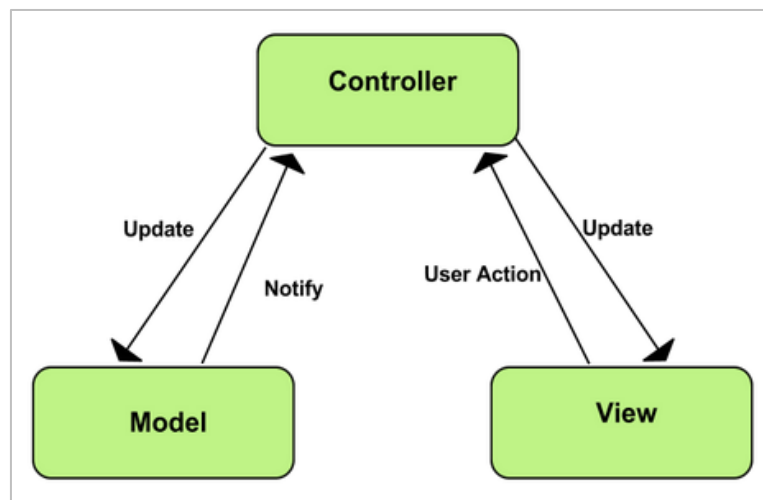 Controller
Update
Update
User Action
Notify
Model
View